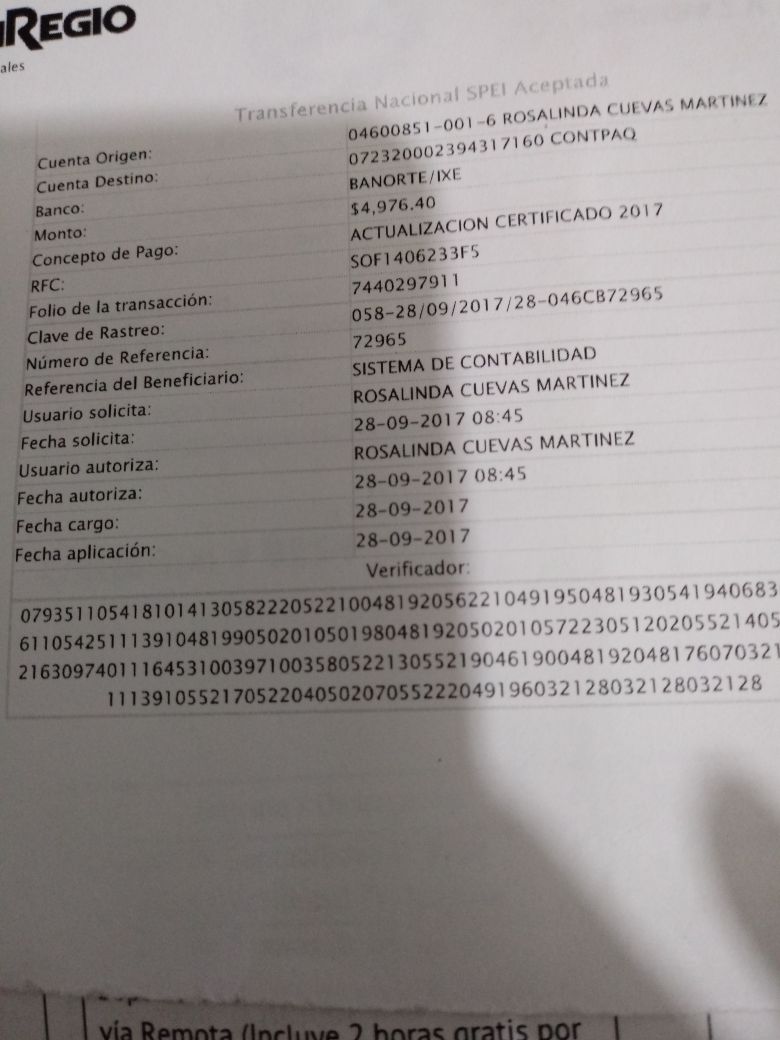 REGIO
ales
Transferencia Nacional SPEI Aceptada
Cuenta Origen: 04600851-001-6 ROSALINDA CUEVAS MARTINEZ
Cuenta Destino: 072320002394317160 CONTPAQ
Banco: BANORTE/IXE
Monto: $4,976.40
Concepto de Pago: ACTUALIZACION CERTIFICADO 2017
RFC: SOF1406233F5
Folio de la transacción: 7440297911
Clave de Rastreo: 058-28/09/2017/28-046CB72965
Número de Referencia: 72965
Referencia del Beneficiario: SISTEMA DE CONTABILIDAD
Usuario solicita: ROSALINDA CUEVAS MARTINEZ
Fecha solicita: 28-09-2017 08:45
Usuario autoriza: ROSALINDA CUEVAS MARTINEZ
Fecha autoriza: 28-09-2017 08:45
Fecha cargo: 28-09-2017
Fecha aplicación: 28-09-2017
Verificador:
0793511054181014130582220522100481920562210491950481930541940683
6110542511139104819905020105019804819205020105722305120205521405
2163097401116453100397100358052213055219046190048192048176070321
11139105521705220405020705522204919603212803212803​2128
vía Remota (Incluye 2 horas gratis por